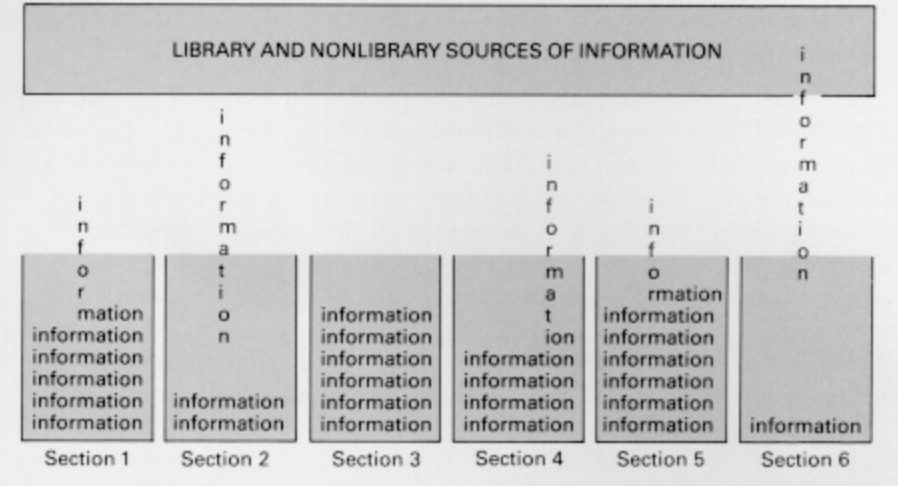 LIBRARY AND NONLIBRARY SOURCES OF INFORMATION
i
n
f
o
r
mation
information
information
information
information
information
Section 1
i
n
f
o
r
m
a
t
i
o
n
information
information
Section 2
information
information
information
information
information
information
Section 3
i
n
f
o
r
m
a
t
ion
information
information
information
information
Section 4
i
n
f
o
rmation
information
information
information
information
information
information
Section 5
i
n
f
o
r
m
a
t
i
o
n
information
Section 6